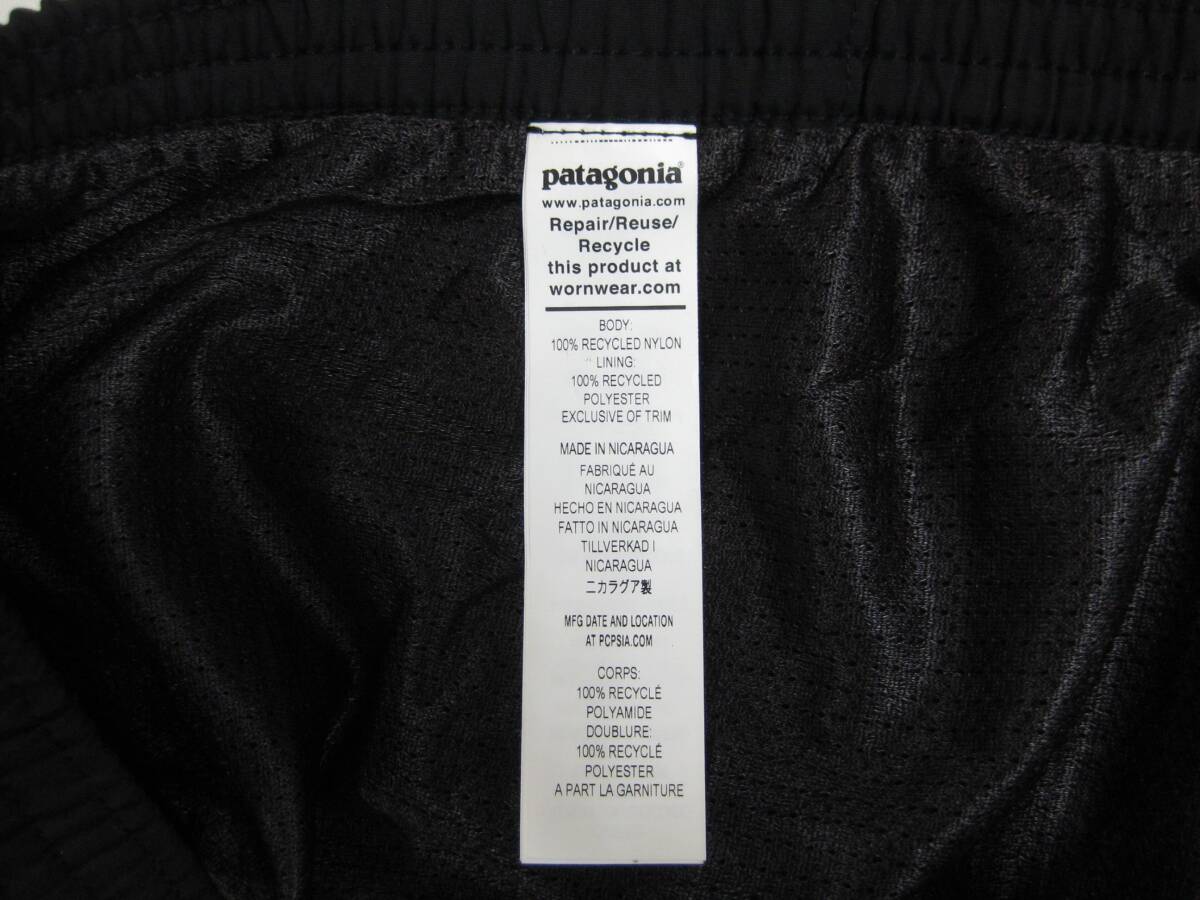 patagonia®
www.patagonia.com
Repair/Reuse/
Recycle
this product at
wornwear.com
BODY:
100% RECYCLED NYLON
LINING:
100% RECYCLED
POLYESTER
EXCLUSIVE OF TRIM
MADE IN NICARAGUA
FABRIQUÉ AU
NICARAGUA
HECHO EN NICARAGUA
FATTO IN NICARAGUA
TILLVERKAD I
NICARAGUA
ニカラグア製
MFG DATE AND LOCATION
AT PCPSIA.COM
CORPS:
100% RECYCLÉ
POLYAMIDE
DOUBLURE:
100% RECYCLÉ
POLYESTER
A PART LA GARNITURE